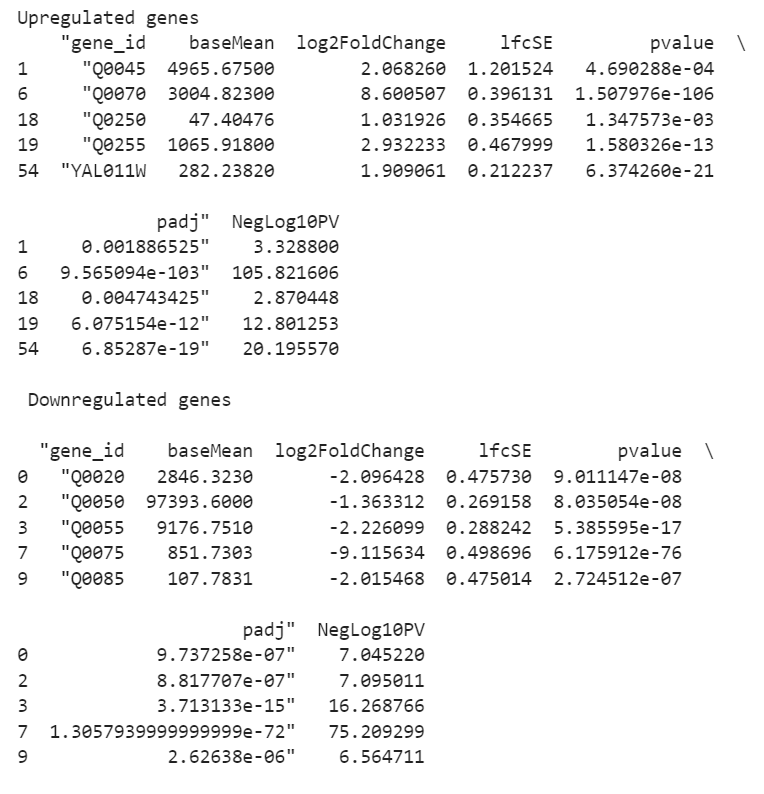 Upregulated genes
"gene_id baseMean log2FoldChange lfcSE pvalue \
1 "Q0045 4965.67500 2.068260 1.201524 4.690288e-04
6 "Q0070 3004.82300 8.600507 0.396131 1.507976e-106
18 "Q0250 47.40476 1.031926 0.354665 1.347573e-03
19 "Q0255 1065.91800 2.932233 0.467999 1.580326e-13
54 "YAL011W 282.23820 1.909061 0.212237 6.374260e-21
padj" NegLog10PV
1 0.001886525" 3.328800
6 9.565094e-103" 105.821606
18 0.004743425" 2.870448
19 6.075154e-12" 12.801253
54 6.85287e-19" 20.195570
Downregulated genes
"gene_id baseMean log2FoldChange lfcSE pvalue \
0 "Q0020 2846.3230 -2.096428 0.475730 9.011147e-08
2 "Q0050 97393.6000 -1.363312 0.269158 8.035054e-08
3 "Q0055 9176.7510 -2.226099 0.288242 5.385595e-17
7 "Q0075 851.7303 -9.115634 0.498696 6.175912e-76
9 "Q0085 107.7831 -2.015468 0.475014 2.724512e-07
padj" NegLog10PV
0 9.737258e-07" 7.045220
2 8.817707e-07" 7.095011
3 3.713133e-15" 16.268766
7 1.3057939999999999e-72" 75.209299
9 2.62638e-06" 6.564711